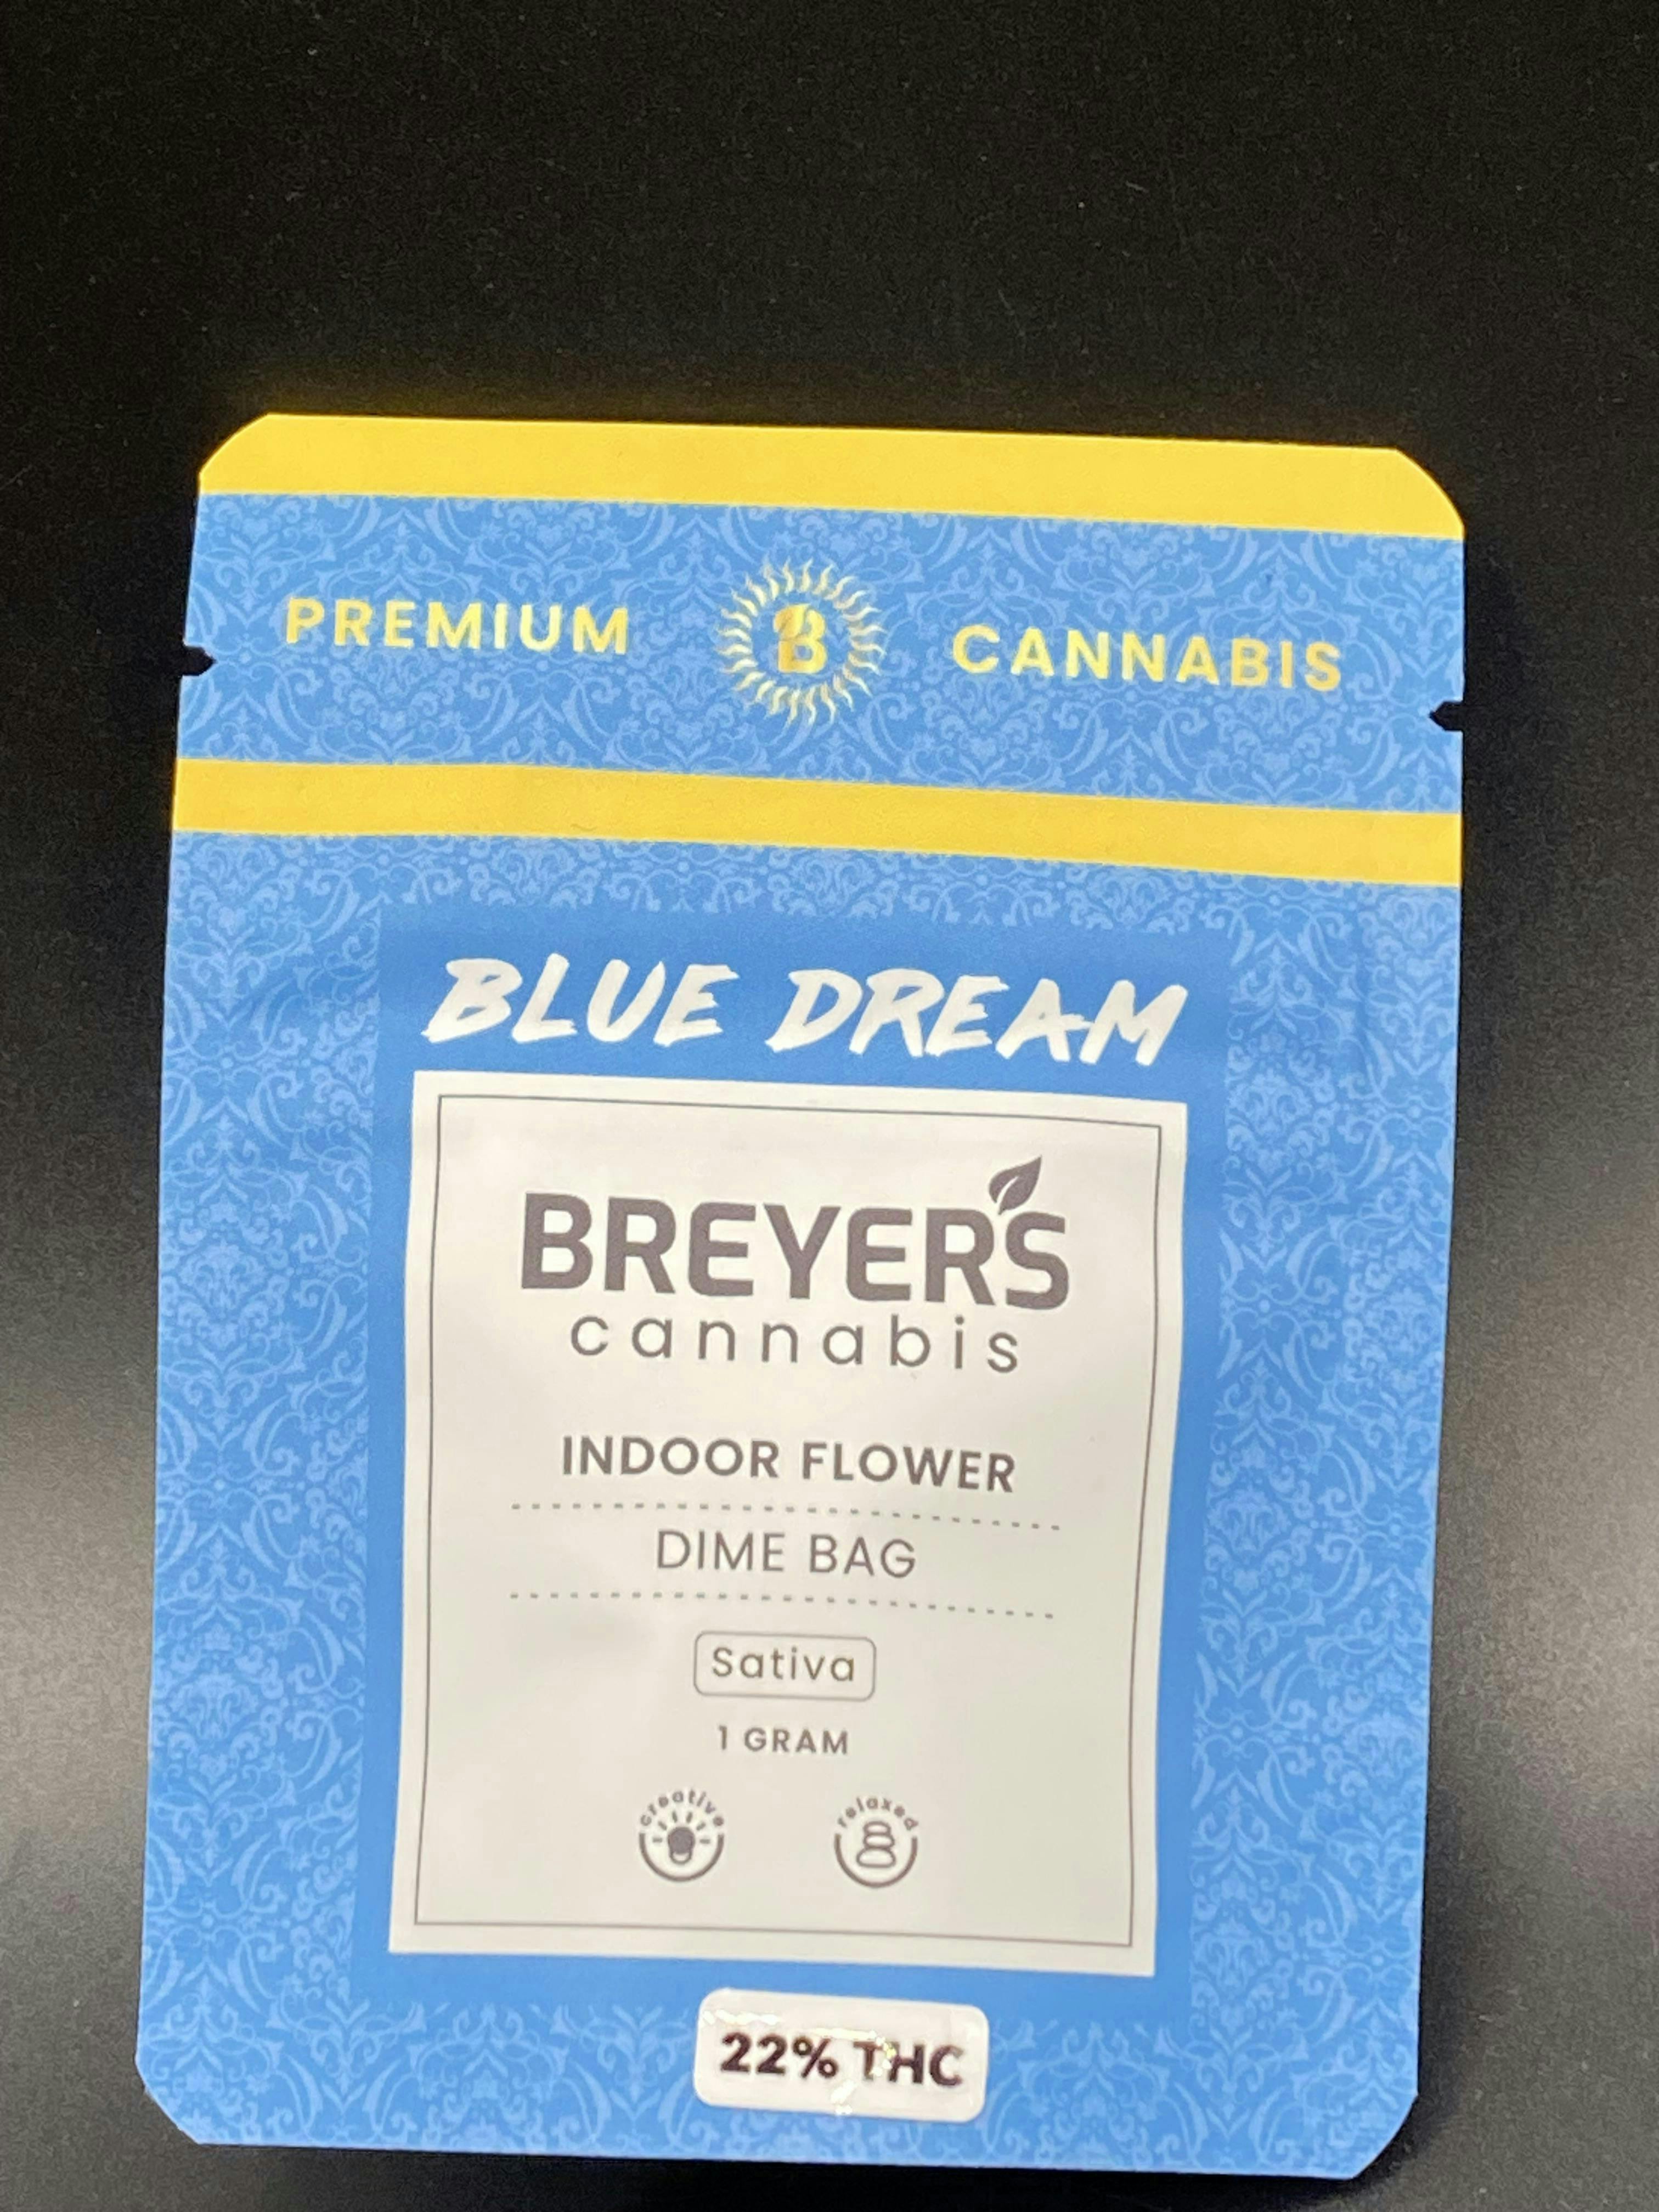 PREMIUM B CANNABIS
BLUE DREAM
BREYER'S
cannabis
INDOOR FLOWER
DIME BAG
Sativa
1 GRAM
creative relaxed
22% THC